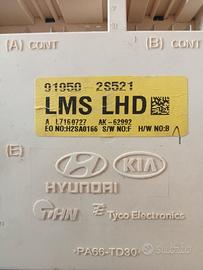 (A) CONT (B) CONT
91950 2S521
LMS LHD
A L7160727 AK-62992
EO NO:H2SA0166 S/W NO:F H/W NO:B
(E)
KIA
HYUNDAI
Tyco Electronics
>PA66-TD30<
subito